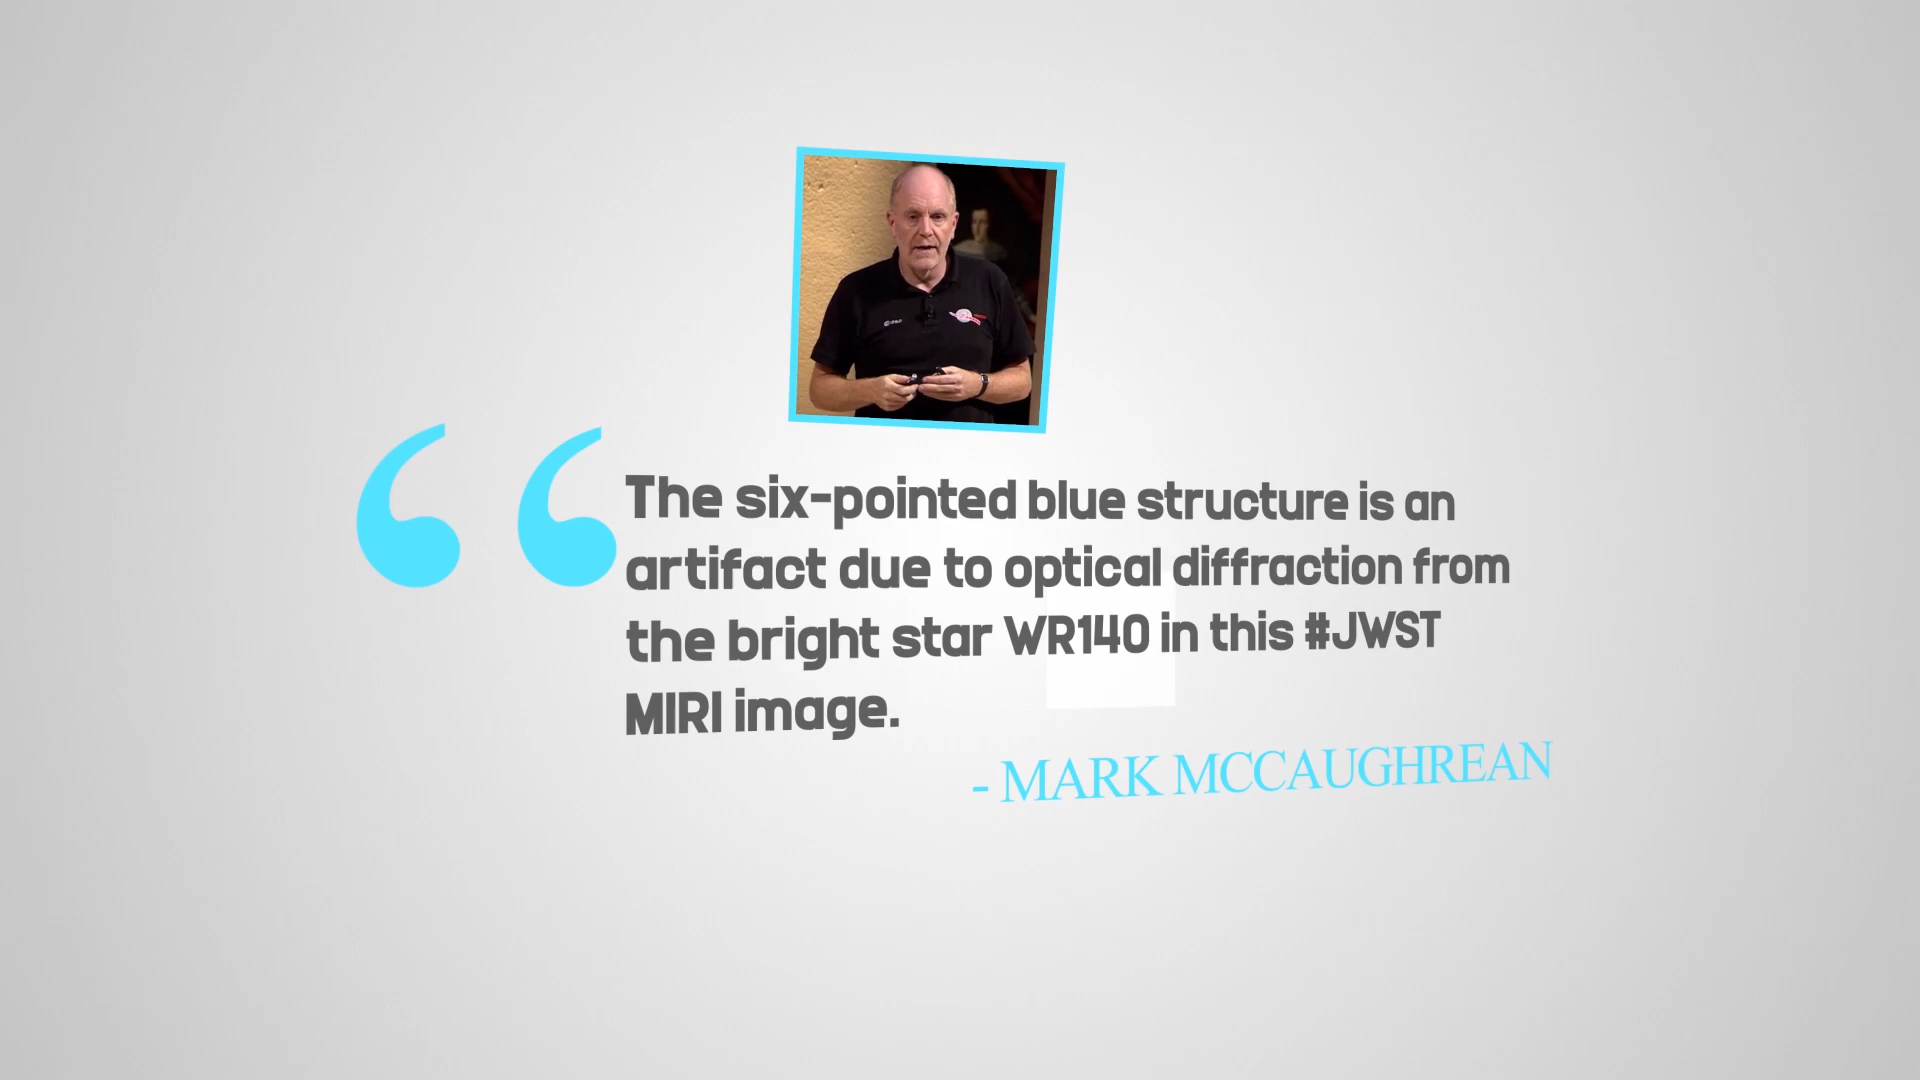 “
The six-pointed blue structure is an
artifact due to optical diffraction from
the bright star WR140 in this #JWST
MIRI image.
- MARK MCCAUGHREAN